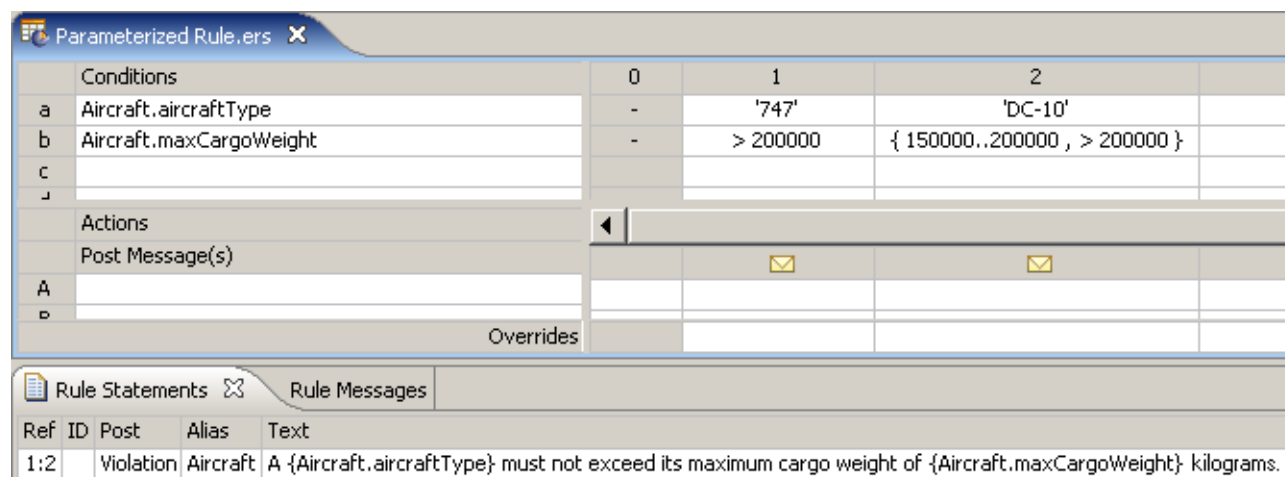 Parameterized Rule.ers
Conditions 0 1 2
a Aircraft.aircraftType - '747' 'DC-10'
b Aircraft.maxCargoWeight - > 200000 { 150000..200000 , > 200000 }
c
Actions
Post Message(s)
A
Overrides
Rule Statements Rule Messages
Ref ID Post Alias Text
1:2 Violation Aircraft A {Aircraft.aircraftType} must not exceed its maximum cargo weight of {Aircraft.maxCargoWeight} kilograms.